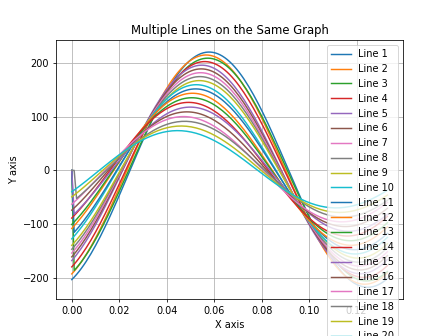 Multiple Lines on the Same Graph
200
100
0
−100
−200
Y axis
0.00
0.02
0.04
0.06
0.08
0.10
X axis
Line 1
Line 2
Line 3
Line 4
Line 5
Line 6
Line 7
Line 8
Line 9
Line 10
Line 11
Line 12
Line 13
Line 14
Line 15
Line 16
Line 17
Line 18
Line 19
Line 20